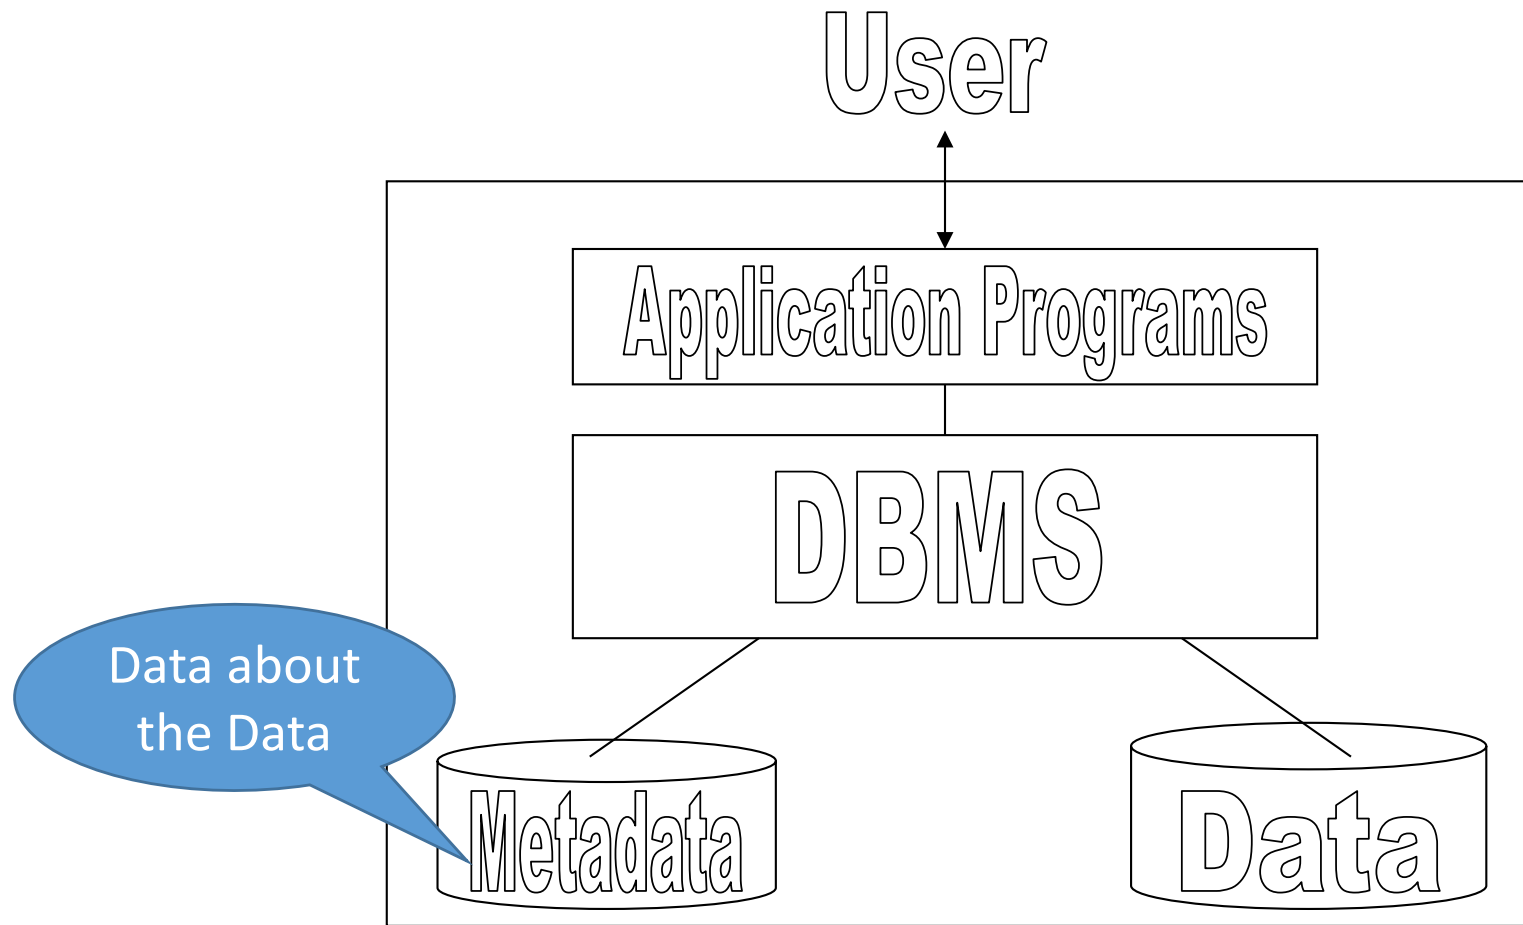 User
Application Programs
DBMS
Data about
the Data
Metadata
Data